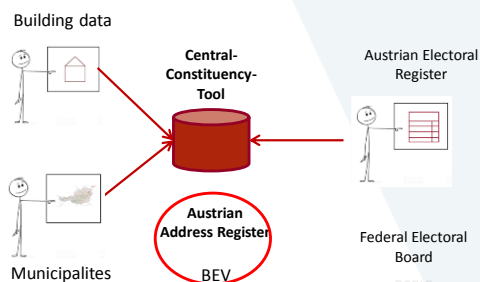 Building data
Central-
Constituency-
Tool
Austrian Electoral
Register
Austrian
Address Register
BEV
Municipalites
Federal Electoral
Board